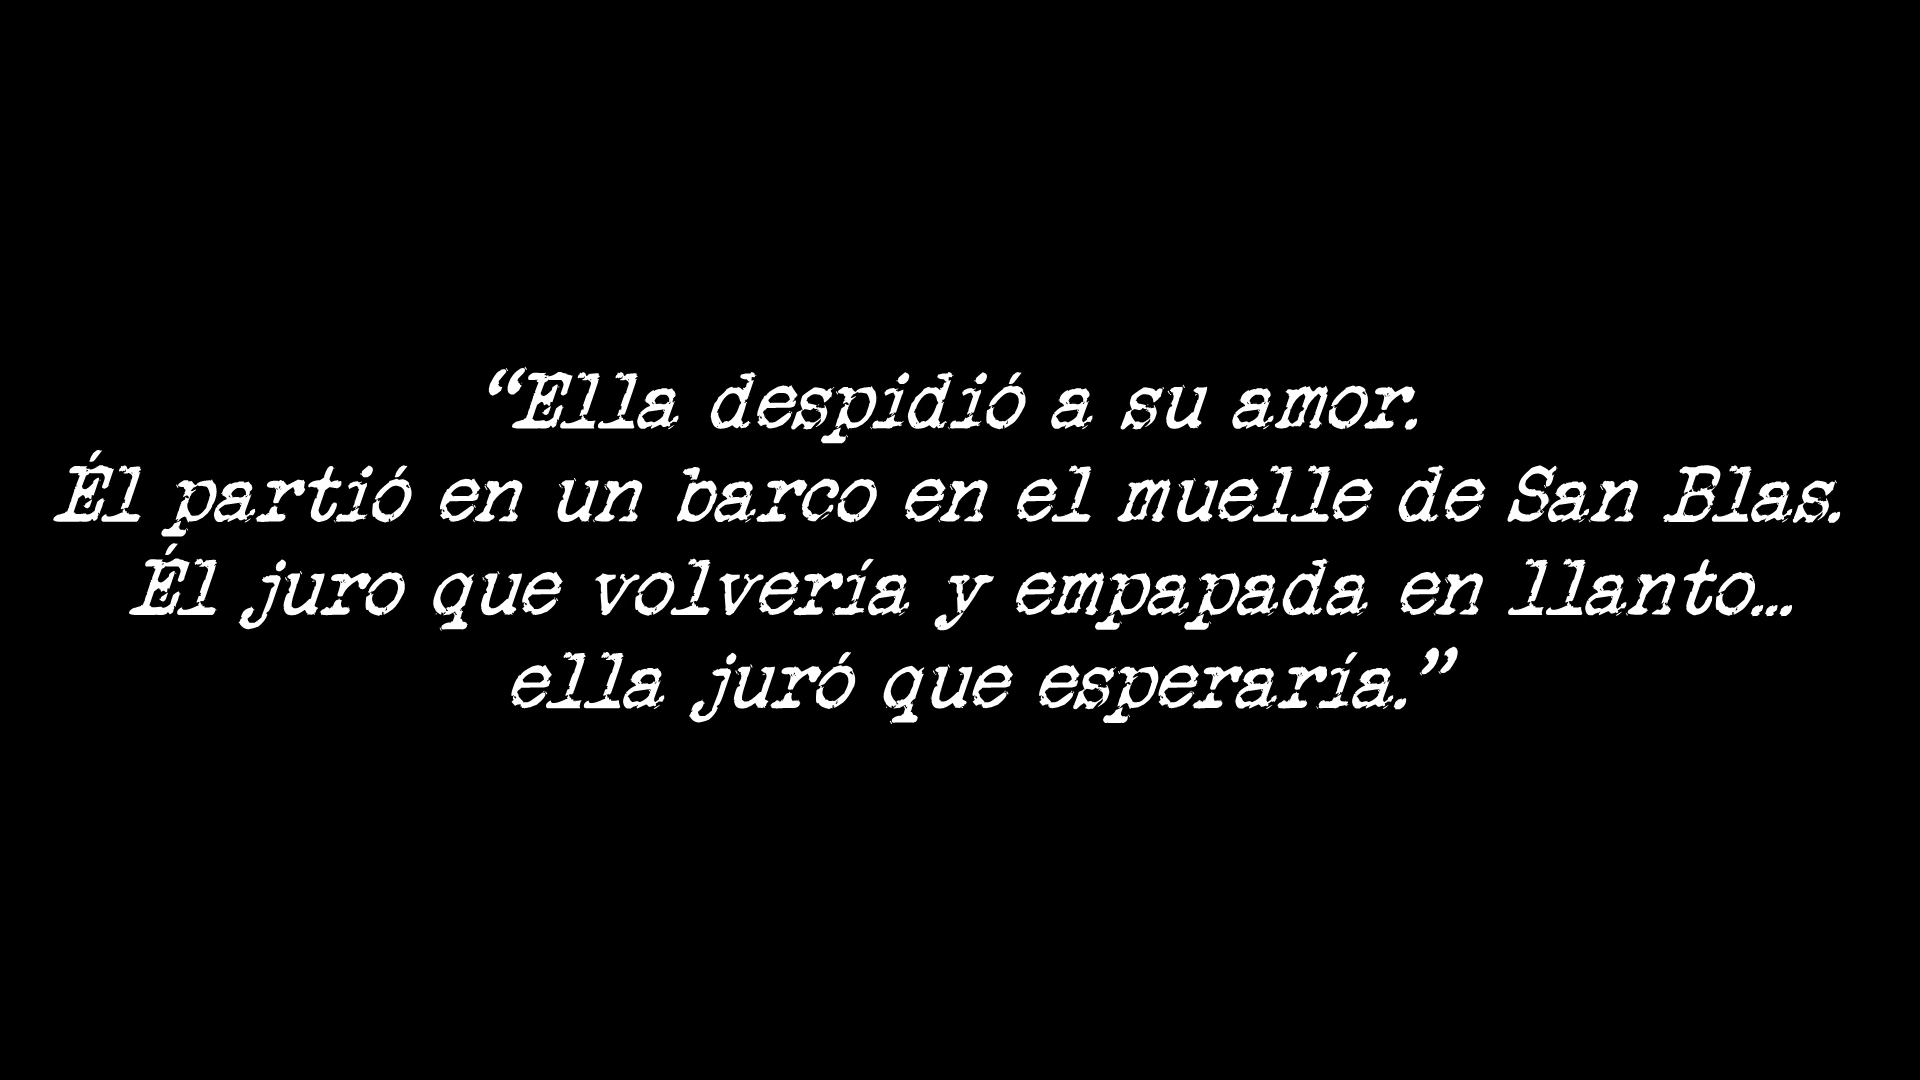 “Ella despidió a su amor.
Él partió en un barco en el muelle de San Blas.
Él juro que volvería y empapada en llanto...
ella juró que esperaría.”